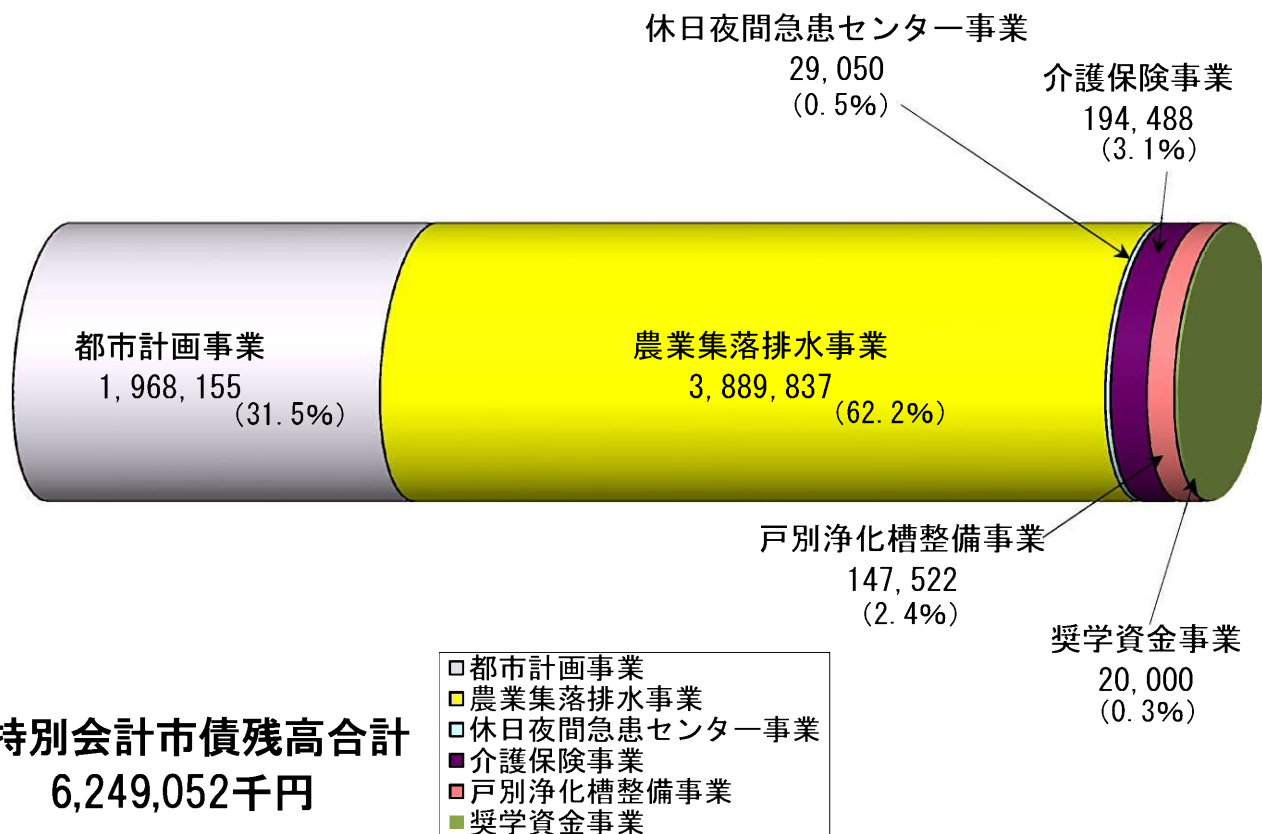 休日夜間急患センター事業
29,050
(0.5%)
介護保険事業
194,488
(3.1%)
都市計画事業
1,968,155
(31.5%)
農業集落排水事業
3,889,837
(62.2%)
戸別浄化槽整備事業
147,522
(2.4%)
奨学資金事業
20,000
(0.3%)
特別会計市債残高合計
6,249,052千円
都市計画事業
農業集落排水事業
休日夜間急患センター事業
介護保険事業
戸別浄化槽整備事業
奨学資金事業